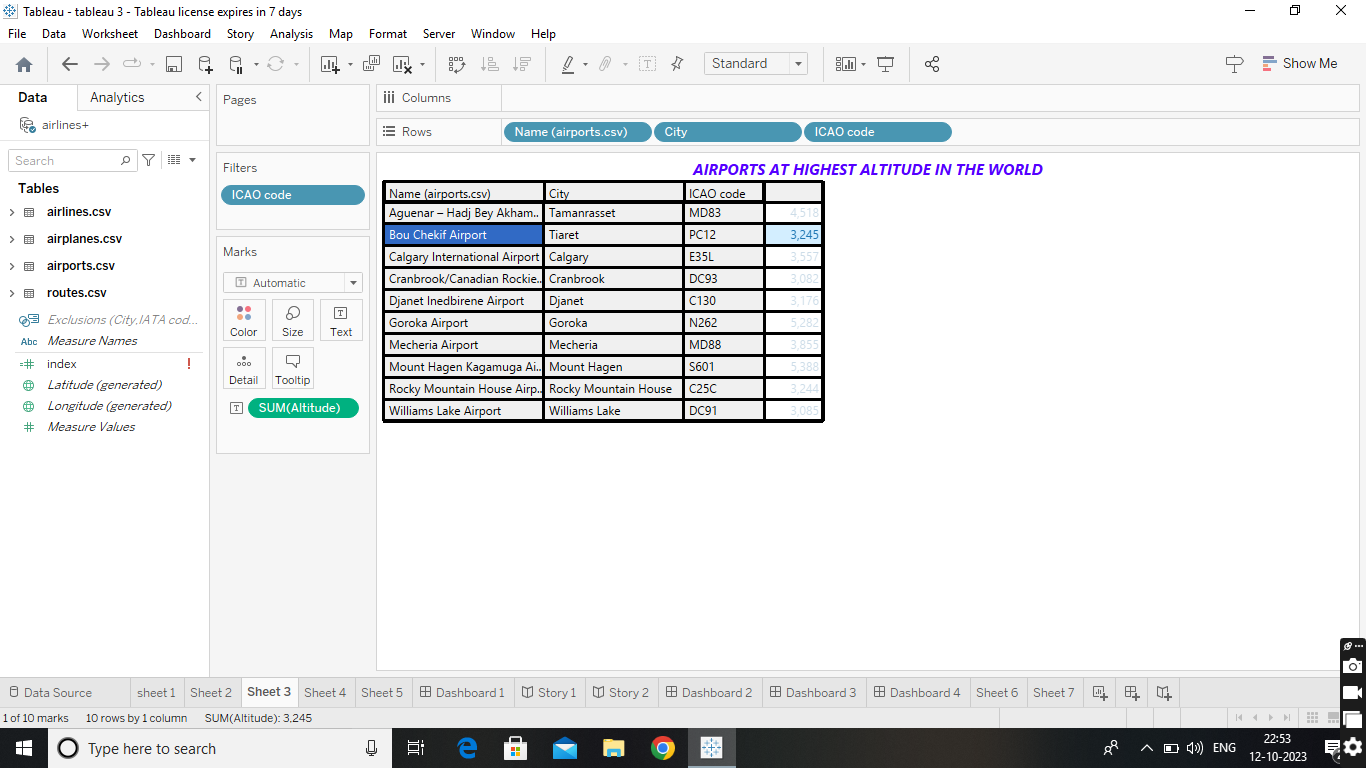 Tableau - tableau 3 - Tableau license expires in 7 days
File Data Worksheet Dashboard Story Analysis Map Format Server Window Help
Standard
Show Me
Data Analytics
airlines+
Search
Tables
airlines.csv
airplanes.csv
airports.csv
routes.csv
Exclusions (City,IATA cod...
Abc Measure Names
index !
Latitude (generated)
Longitude (generated)
Measure Values
Pages
Filters
ICAO code
Marks
Automatic
Color Size Text
Detail Tooltip
SUM(Altitude)
Columns
Rows Name (airports.csv) City ICAO code
AIRPORTS AT HIGHEST ALTITUDE IN THE WORLD
Name (airports.csv) City ICAO code
Aguenar – Hadj Bey Akham.. Tamanrasset MD83 4,518
Bou Chekif Airport Tiaret PC12 3,245
Calgary International Airport Calgary E35L 3,557
Cranbrook/Canadian Rockie.. Cranbrook DC93 3,082
Djanet Inedbirene Airport Djanet C130 3,176
Goroka Airport Goroka N262 5,282
Mecheria Airport Mecheria MD88 3,855
Mount Hagen Kagamuga Ai.. Mount Hagen S601 5,388
Rocky Mountain House Airp.. Rocky Mountain House C25C 3,244
Williams Lake Airport Williams Lake DC91 3,085
Data Source sheet 1 Sheet 2 Sheet 3 Sheet 4 Sheet 5 Dashboard 1 Story 1 Story 2 Dashboard 2 Dashboard 3 Dashboard 4 Sheet 6 Sheet 7
1 of 10 marks 10 rows by 1 column SUM(Altitude): 3,245
Type here to search
ENG
22:53
12-10-2023